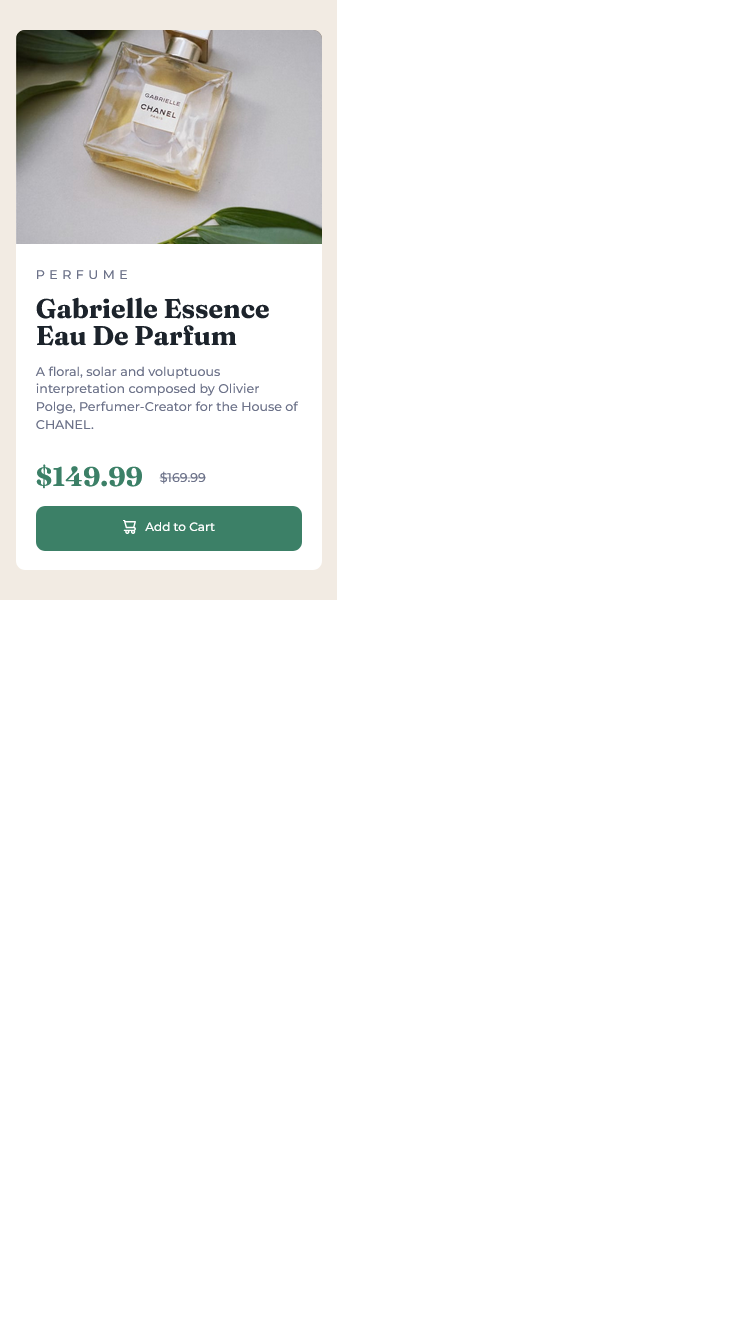 GABRIELLE
CHANEL
PARIS
PERFUME
Gabrielle Essence
Eau De Parfum
A floral, solar and voluptuous
interpretation composed by Olivier
Polge, Perfumer-Creator for the House of
CHANEL.
$149.99 $169.99
Add to Cart